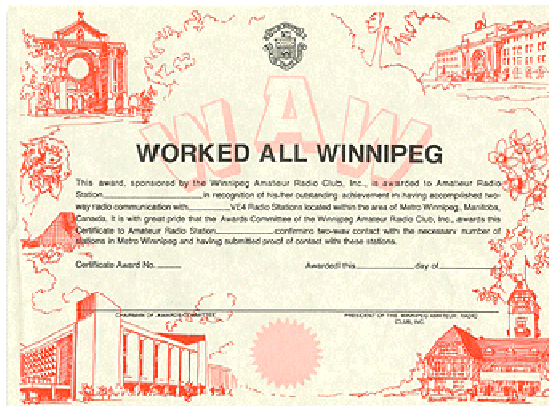 WAW
WORKED ALL WINNIPEG
This award, sponsored by the Winnipeg Amateur Radio Club, Inc., is awarded to Amateur Radio
Station in recognition of his/her outstanding achievement in having accomplished two-
way radio communication with VE4 Radio Stations located within the area of Metro Winnipeg, Manitoba,
Canada. It is with great pride that the Awards Committee of the Winnipeg Amateur Radio Club, Inc., awards this
Certificate to Amateur Radio Station confirming two-way contact with the necessary number of
stations in Metro Winnipeg and having submitted proof of contact with these stations.
Certificate Award No. Awarded this day of
CHAIRMAN OF AWARDS COMMITTEE PRESIDENT OF THE WINNIPEG AMATEUR RADIO
CLUB, INC.